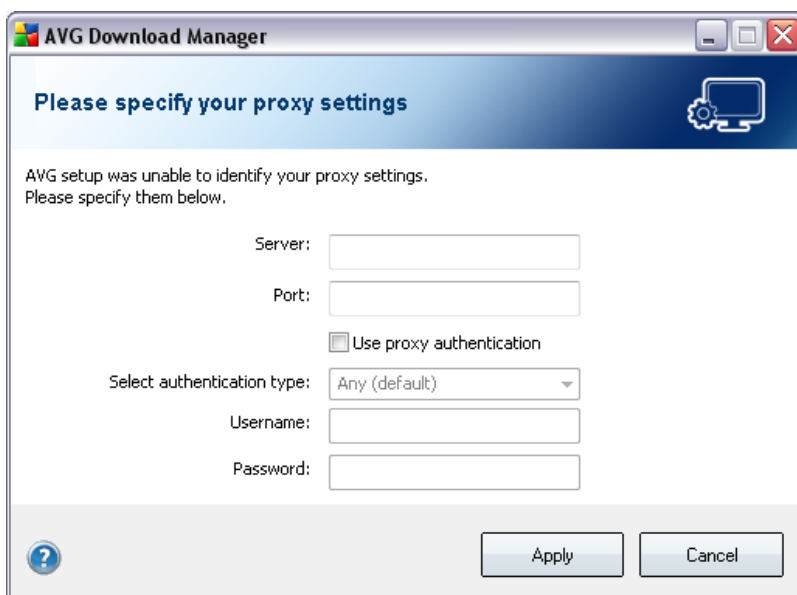 AVG Download Manager
Please specify your proxy settings
AVG setup was unable to identify your proxy settings.
Please specify them below.
Server:
Port:
Use proxy authentication
Select authentication type: Any (default)
Username:
Password:
? Apply Cancel